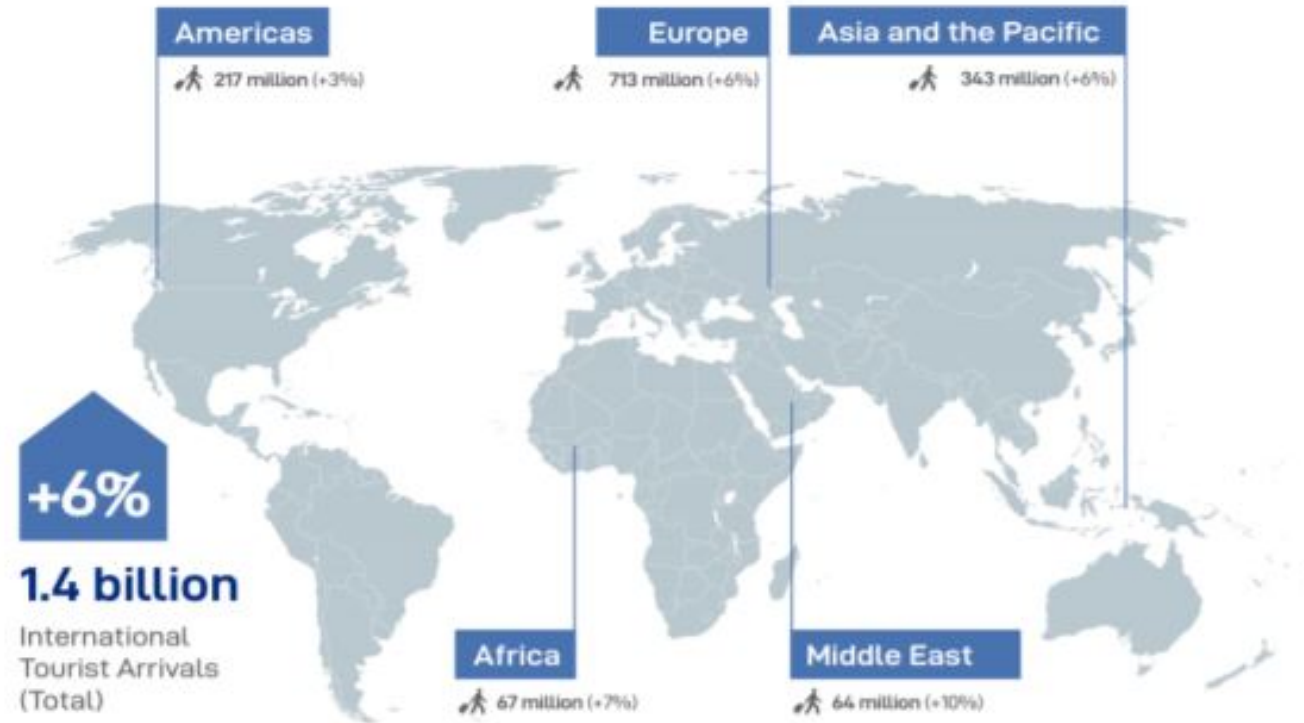 Americas
217 million (+3%)
Europe
713 million (+6%)
Asia and the Pacific
343 million (+6%)
+6%
1.4 billion
International
Tourist Arrivals
(Total)
Africa
67 million (+7%)
Middle East
64 million (+10%)